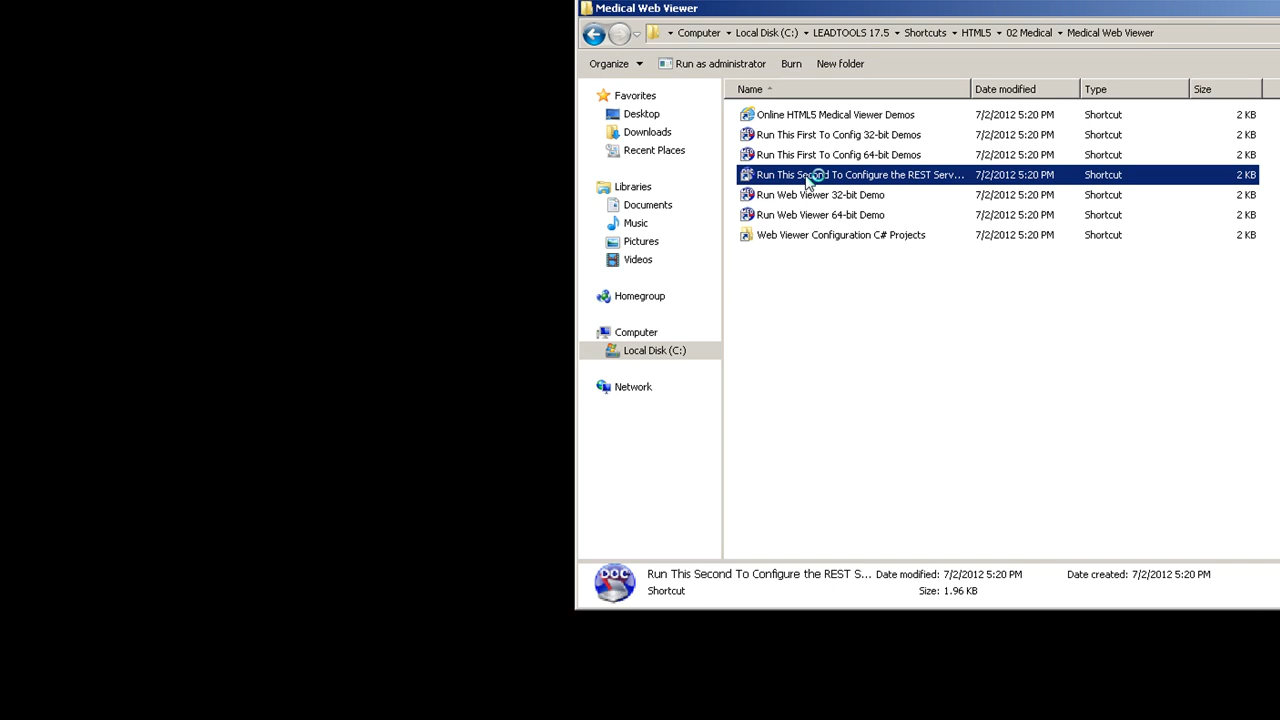 Medical Web Viewer
Computer Local Disk (C:) LEADTOOLS 17.5 Shortcuts HTML5 02 Medical Medical Web Viewer
Organize Run as administrator Burn New folder
Favorites
Desktop
Downloads
Recent Places
Libraries
Documents
Music
Pictures
Videos
Homegroup
Computer
Local Disk (C:)
Network
Name Date modified Type Size
Online HTML5 Medical Viewer Demos 7/2/2012 5:20 PM Shortcut 2 KB
Run This First To Config 32-bit Demos 7/2/2012 5:20 PM Shortcut 2 KB
Run This First To Config 64-bit Demos 7/2/2012 5:20 PM Shortcut 2 KB
Run This Second To Configure the REST Serv... 7/2/2012 5:20 PM Shortcut 2 KB
Run Web Viewer 32-bit Demo 7/2/2012 5:20 PM Shortcut 2 KB
Run Web Viewer 64-bit Demo 7/2/2012 5:20 PM Shortcut 2 KB
Web Viewer Configuration C# Projects 7/2/2012 5:20 PM Shortcut 2 KB
DOC
Run This Second To Configure the REST S... Date modified: 7/2/2012 5:20 PM Date created: 7/2/2012 5:20 PM
Shortcut Size: 1.96 KB